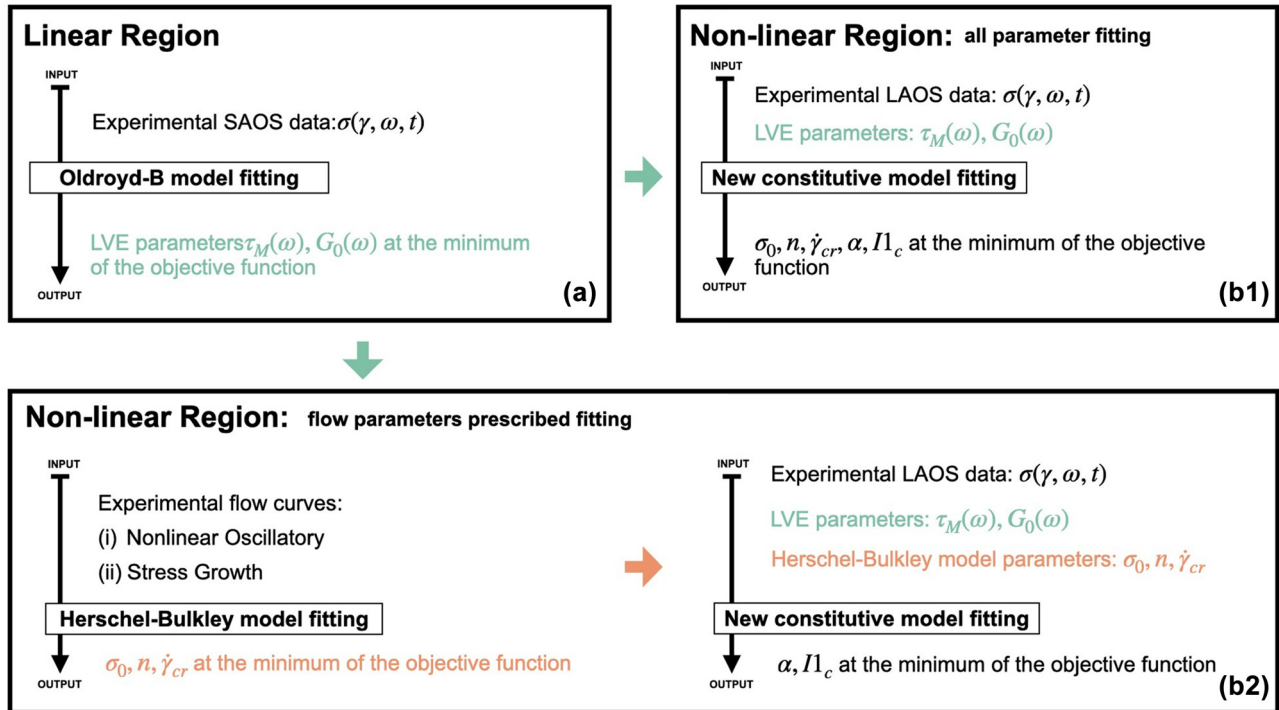 Linear Region
INPUT
Experimental SAOS data:σ(γ, ω, t)
Oldroyd-B model fitting
LVE parametersτ_M(ω), G_0(ω) at the minimum
of the objective function
OUTPUT
(a)
Non-linear Region: all parameter fitting
INPUT
Experimental LAOS data: σ(γ, ω, t)
LVE parameters: τ_M(ω), G_0(ω)
New constitutive model fitting
σ_0, n, γ̇_cr, α, I1_c at the minimum of the objective
function
OUTPUT
(b1)
Non-linear Region: flow parameters prescribed fitting
INPUT
Experimental flow curves:
(i) Nonlinear Oscillatory
(ii) Stress Growth
Herschel-Bulkley model fitting
σ_0, n, γ̇_cr at the minimum of the objective function
OUTPUT
INPUT
Experimental LAOS data: σ(γ, ω, t)
LVE parameters: τ_M(ω), G_0(ω)
Herschel-Bulkley model parameters: σ_0, n, γ̇_cr
New constitutive model fitting
α, I1_c at the minimum of the objective function
OUTPUT
(b2)